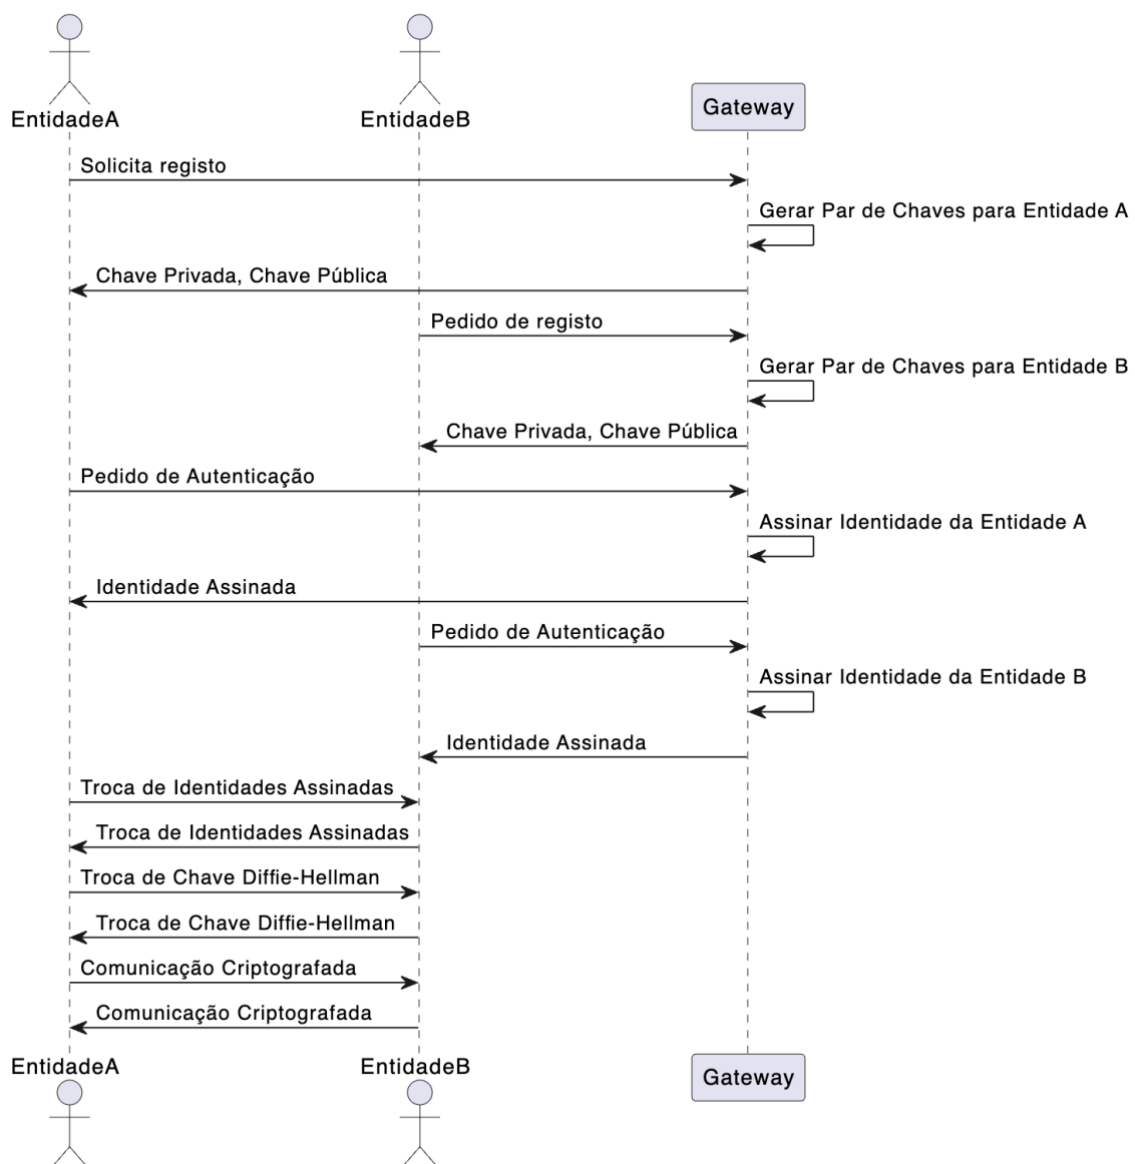 EntidadeA
EntidadeB
Gateway
Solicita registo
Gerar Par de Chaves para Entidade A
Chave Privada, Chave Pública
Pedido de registo
Gerar Par de Chaves para Entidade B
Chave Privada, Chave Pública
Pedido de Autenticação
Assinar Identidade da Entidade A
Identidade Assinada
Pedido de Autenticação
Assinar Identidade da Entidade B
Identidade Assinada
Troca de Identidades Assinadas
Troca de Identidades Assinadas
Troca de Chave Diffie-Hellman
Troca de Chave Diffie-Hellman
Comunicação Criptografada
Comunicação Criptografada
EntidadeA
EntidadeB
Gateway